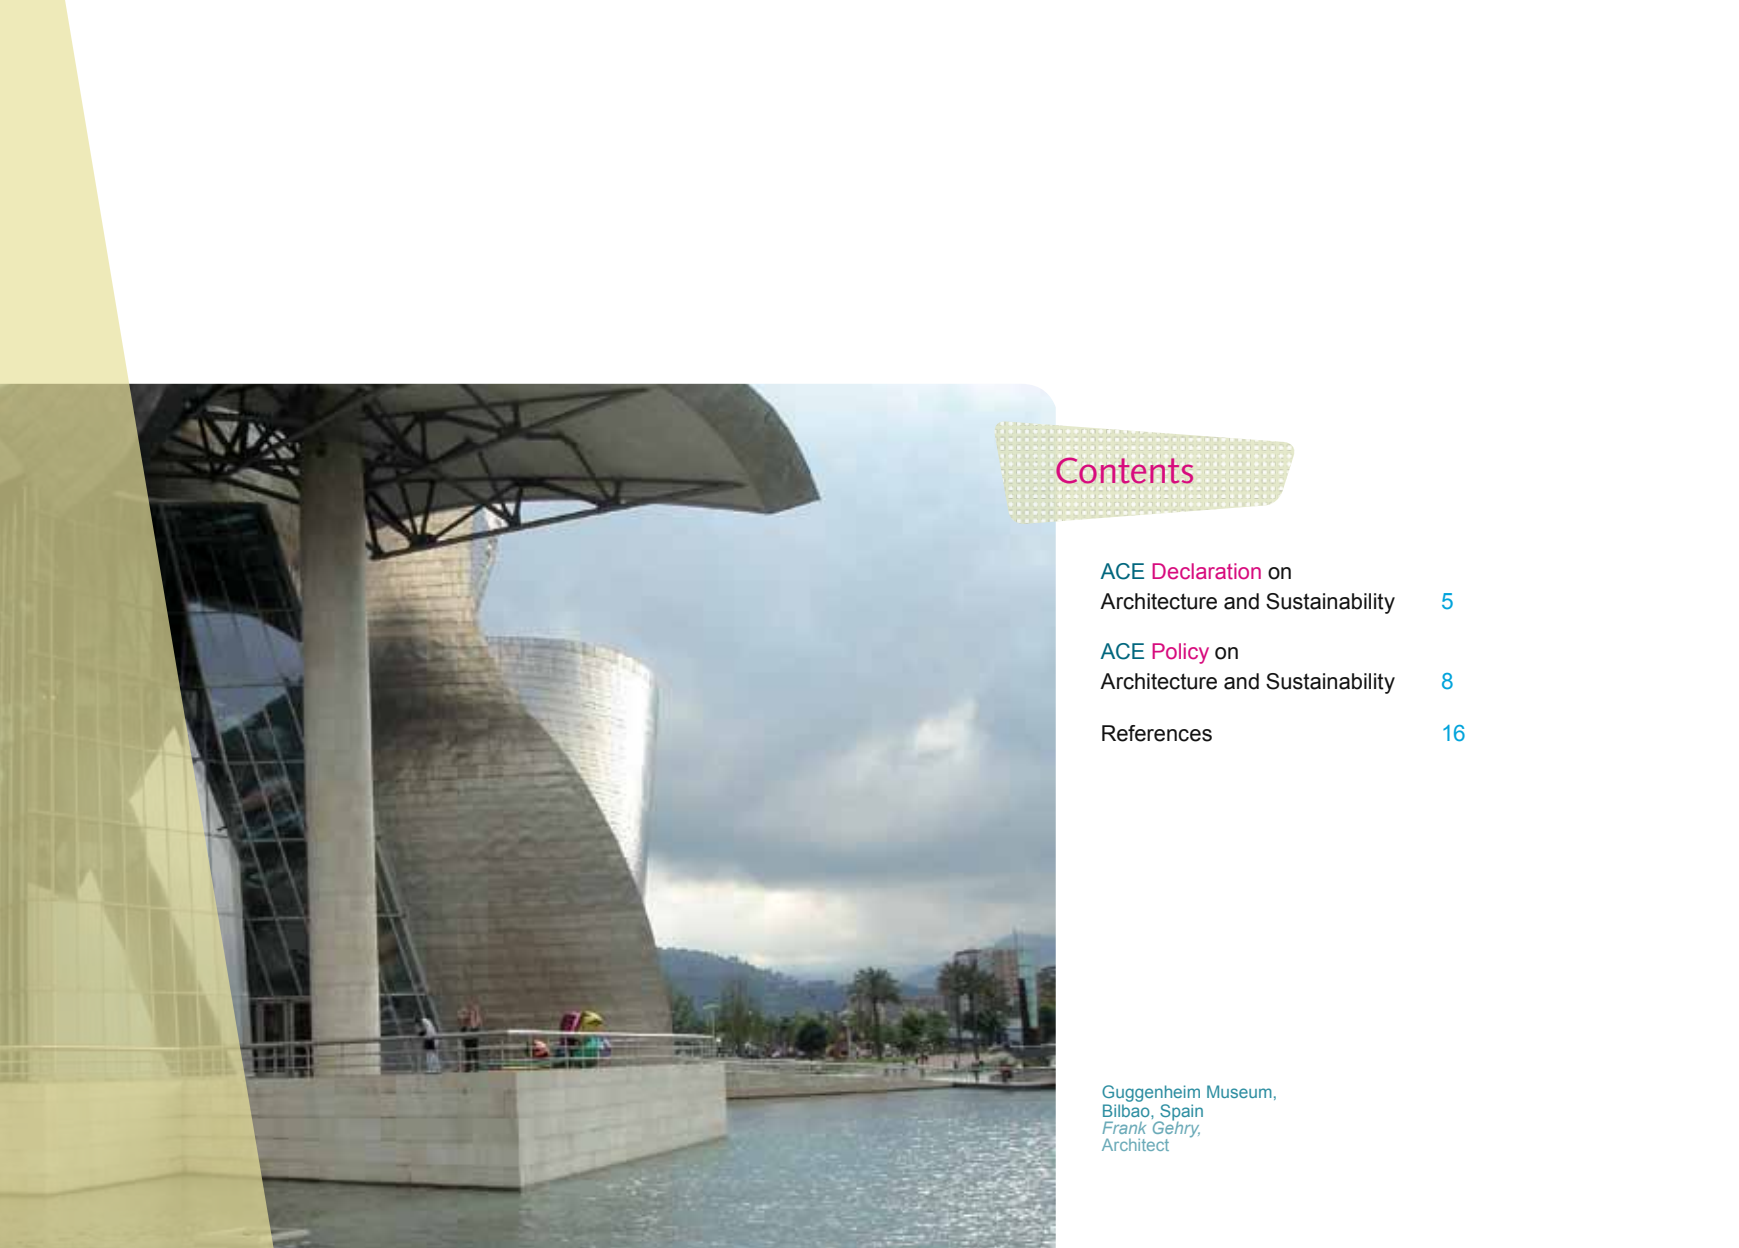 Contents
ACE Declaration on
Architecture and Sustainability 5
ACE Policy on
Architecture and Sustainability 8
References 16
Guggenheim Museum,
Bilbao, Spain
Frank Gehry,
Architect